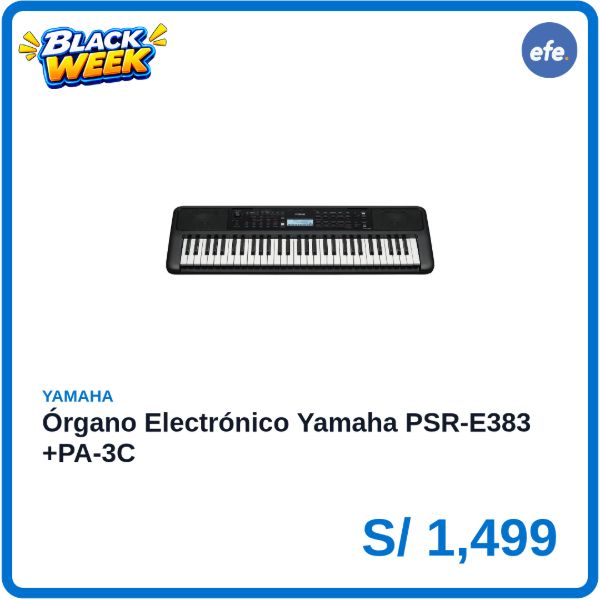 BLACK
WEEK
efe.
YAMAHA
Órgano Electrónico Yamaha PSR-E383
+PA-3C
S/ 1,499